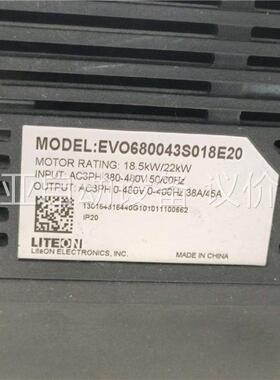 MODEL:EVO680043S018E20
MOTOR RATING: 18.5kW/22kW
INPUT: AC3PH 380-480V 50/60Hz
OUTPUT: AC3PH 0-480V 0-400Hz 38A/45A
IP20
LITEON
LITEON ELECTRONICS, INC.
MADE IN CHINA